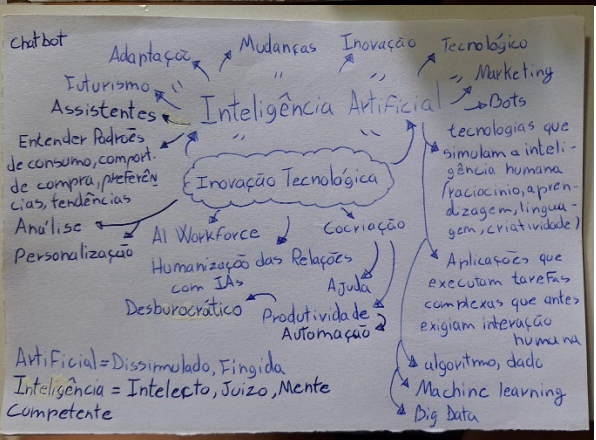 Chatbot
Adaptação
Mudanças
Inovação
Tecnológico
Futurismo
Marketing
Assistentes
Inteligência Artificial
Bots
Entender Padrões
de consumo, comport.
de compra, preferên
cias, tendências
tecnologias que
simulam a inteli-
gência humana
(raciocínio, apren-
dizagem, lingua-
gem, criatividade)
Inovação Tecnológica
Análise
Personalização
AI Workforce
Cocriação
Humanização das Relações
com IAs
Ajuda
Desburocrático
Produtividade
Automação
Aplicações que
executam tarefas
complexas que antes
exigiam interação
humana
algoritmo, dado
Machine learning
Big Data
Artificial = Dissimulado, Fingida
Inteligência = Intelecto, Juizo, Mente
Competente